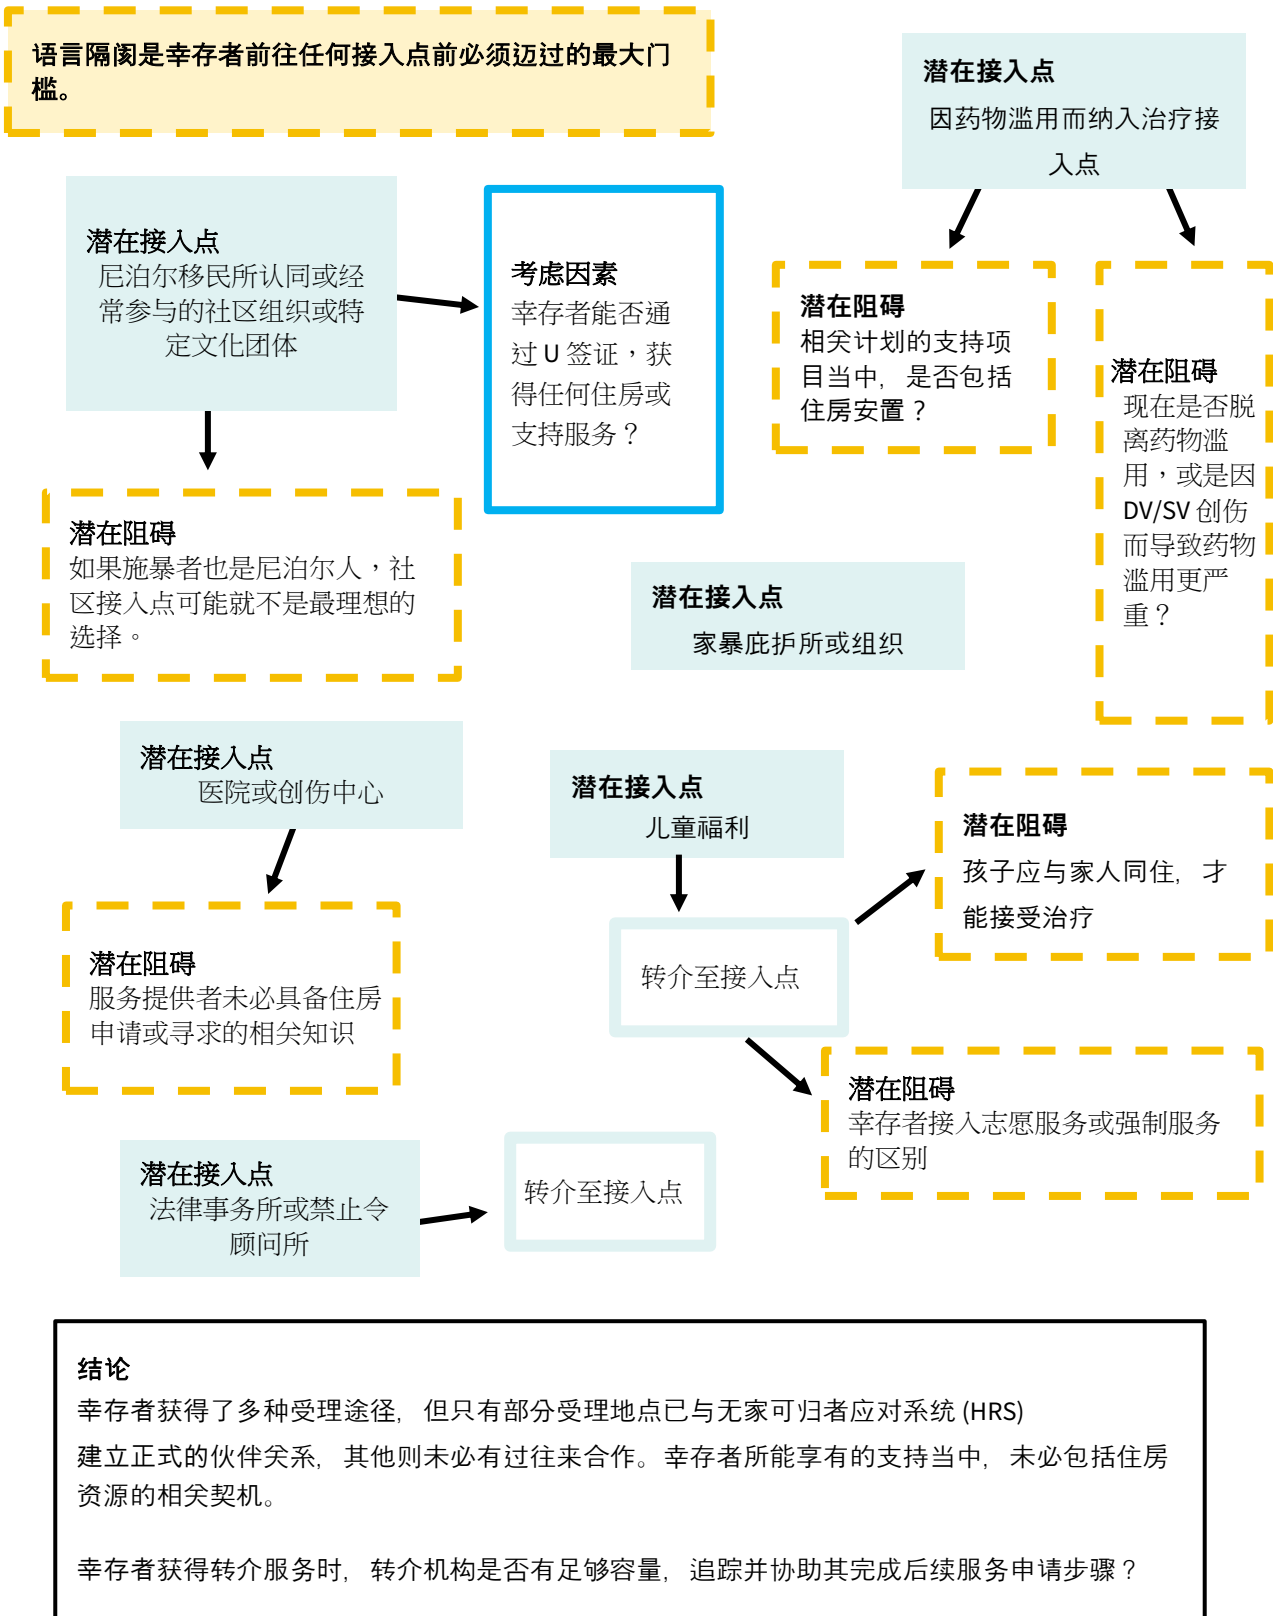 语言隔阂是幸存者前往任何接入点前必须迈过的最大门
槛。
潜在接入点
因药物滥用而纳入治疗接
入点
潜在接入点
尼泊尔移民所认同或经
常参与的社区组织或特
定文化团体
考虑因素
幸存者能否通
过 U 签证，获
得任何住房或
支持服务？
潜在阻碍
相关计划的支持项
目当中，是否包括
住房安置？
潜在阻碍
现在是否脱
离药物滥
用，或是因
DV/SV 创伤
而导致药物
滥用更严
重？
潜在阻碍
如果施暴者也是尼泊尔人，社
区接入点可能就不是最理想的
选择。
潜在接入点
家暴庇护所或组织
潜在接入点
医院或创伤中心
潜在接入点
儿童福利
潜在阻碍
孩子应与家人同住，才
能接受治疗
潜在阻碍
服务提供者未必具备住房
申请或寻求的相关知识
转介至接入点
潜在阻碍
幸存者接入志愿服务或强制服务
的区别
潜在接入点
法律事务所或禁止令
顾问所
转介至接入点
结论
幸存者获得了多种受理途径，但只有部分受理地点已与无家可归者应对系统 (HRS)
建立正式的伙伴关系，其他则未必有过往来合作。幸存者所能享有的支持当中，未必包括住房
资源的相关契机。
幸存者获得转介服务时，转介机构是否有足够容量，追踪并协助其完成后续服务申请步骤？